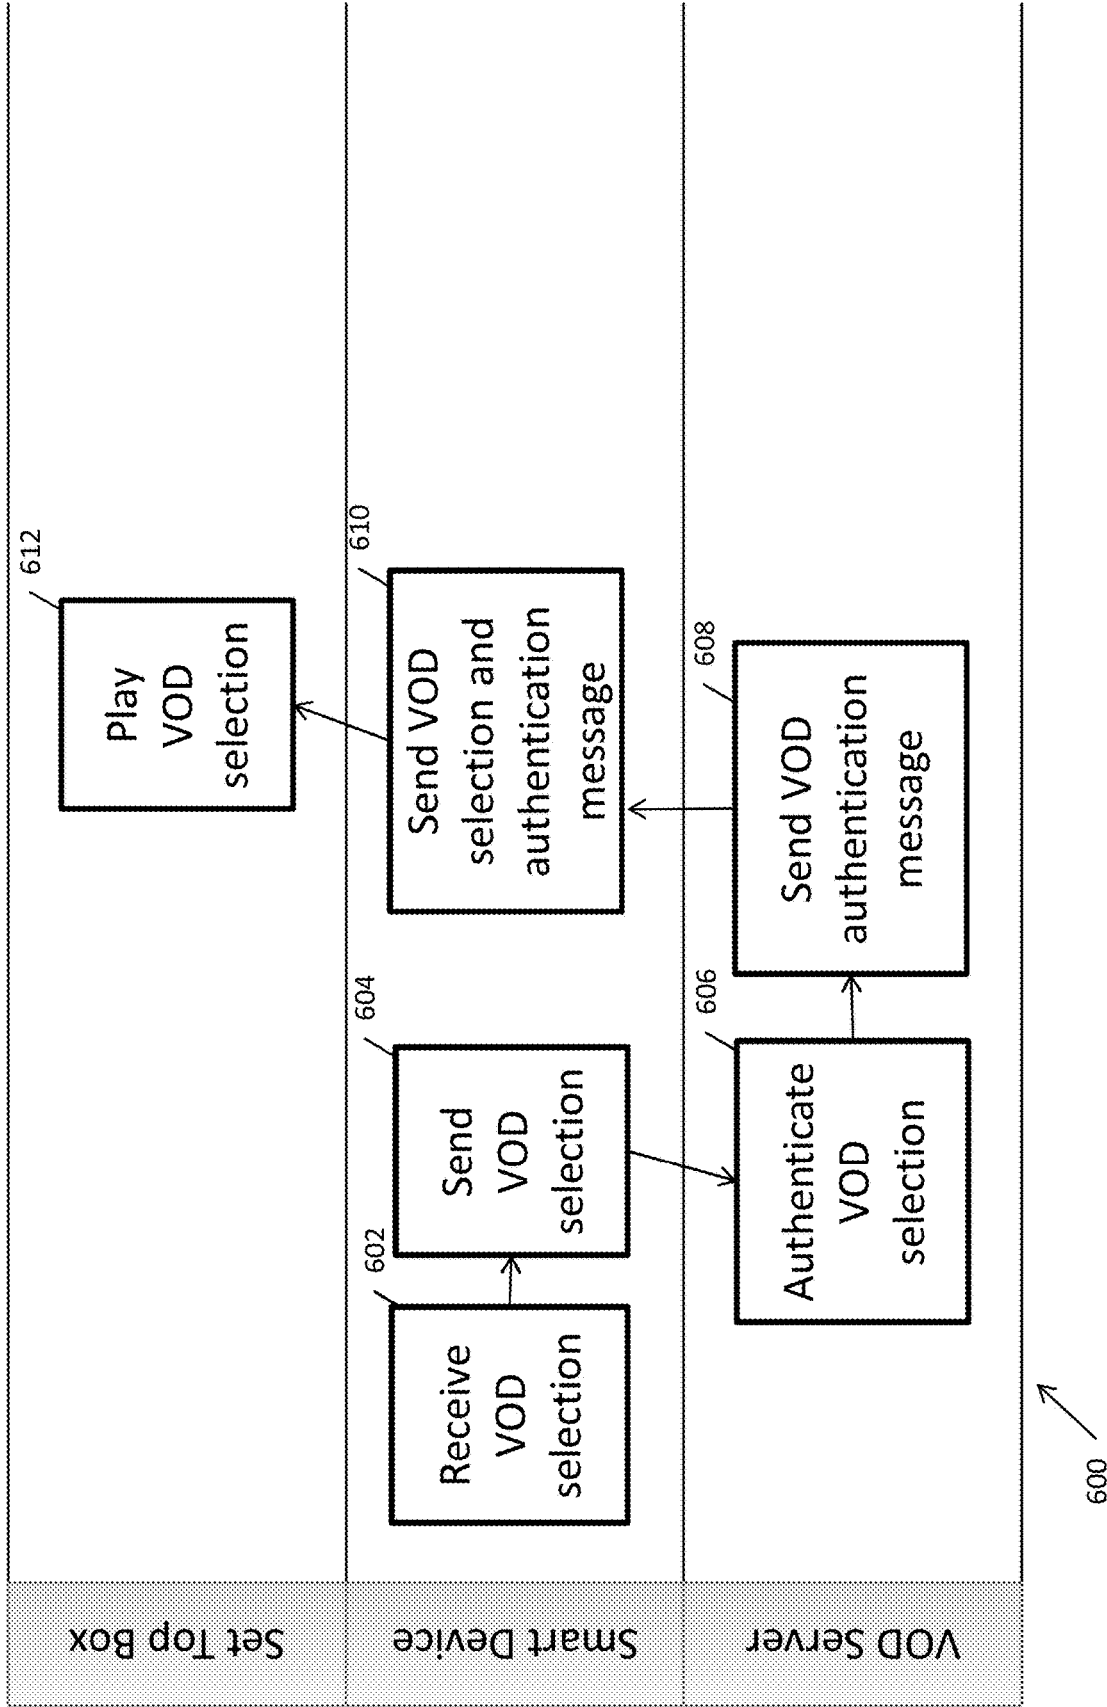 Set Top Box
612
Play
VOD
selection
Smart Device
602
Receive
VOD
selection
604
Send
VOD
selection
610
Send VOD
selection and
authentication
message
VOD Server
606
Authenticate
VOD
selection
608
Send VOD
authentication
message
600